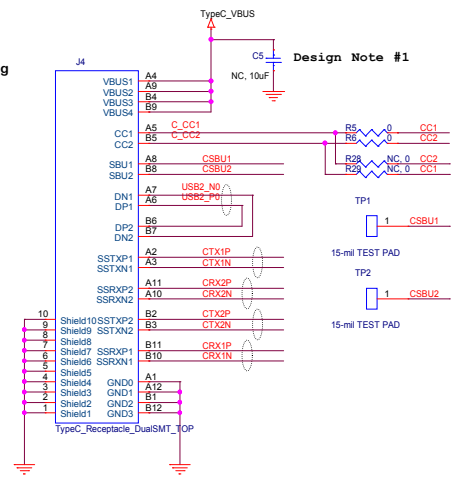 TypeC_VBUS
g
J4
C5
Design Note #1
NC, 10uF
VBUS1 A4
VBUS2 A9
VBUS3 B4
VBUS4 B9
CC1 A5 C_CC1 R5 0 CC1
CC2 B5 C_CC2 R6 0 CC2
SBU1 A8 CSBU1 R28 NC, 0 CC2
SBU2 B8 CSBU2 R29 NC, 0 CC1
DN1 A7 USB2_N0
DP1 A6 USB2_P0
TP1
DP2 B6
DN2 B7
1 CSBU1
15-mil TEST PAD
SSTXP1 A2 CTX1P
SSTXN1 A3 CTX1N
TP2
SSRXP2 A11 CRX2P
SSRXN2 A10 CRX2N
1 CSBU2
15-mil TEST PAD
10 Shield10 SSTXP2 B2 CTX2P
9 Shield9 SSTXN2 B3 CTX2N
8 Shield8
7 Shield7 SSRXP1 B11 CRX1P
6 Shield6 SSRXN1 B10 CRX1N
5 Shield5
4 Shield4 GND0 A1
3 Shield3 GND1 A12
2 Shield2 GND2 B1
1 Shield1 GND3 B12
TypeC_Receptacle_DualSMT_TOP